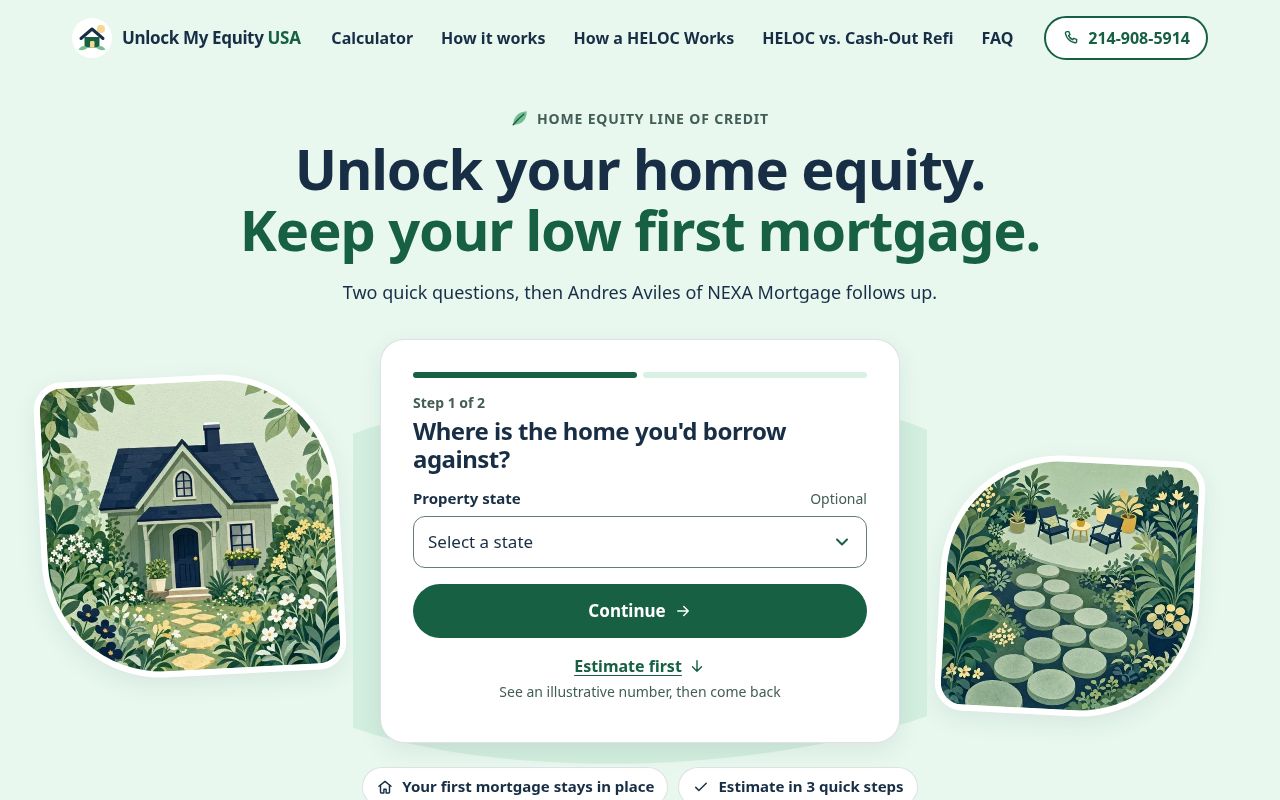 Unlock My Equity USA
Calculator
How it works
How a HELOC Works
HELOC vs. Cash-Out Refi
FAQ
214-908-5914
HOME EQUITY LINE OF CREDIT
Unlock your home equity.
Keep your low first mortgage.
Two quick questions, then Andres Aviles of NEXA Mortgage follows up.
Step 1 of 2
Where is the home you'd borrow
against?
Property state
Optional
Select a state
Continue
Estimate first
See an illustrative number, then come back
Your first mortgage stays in place
Estimate in 3 quick steps